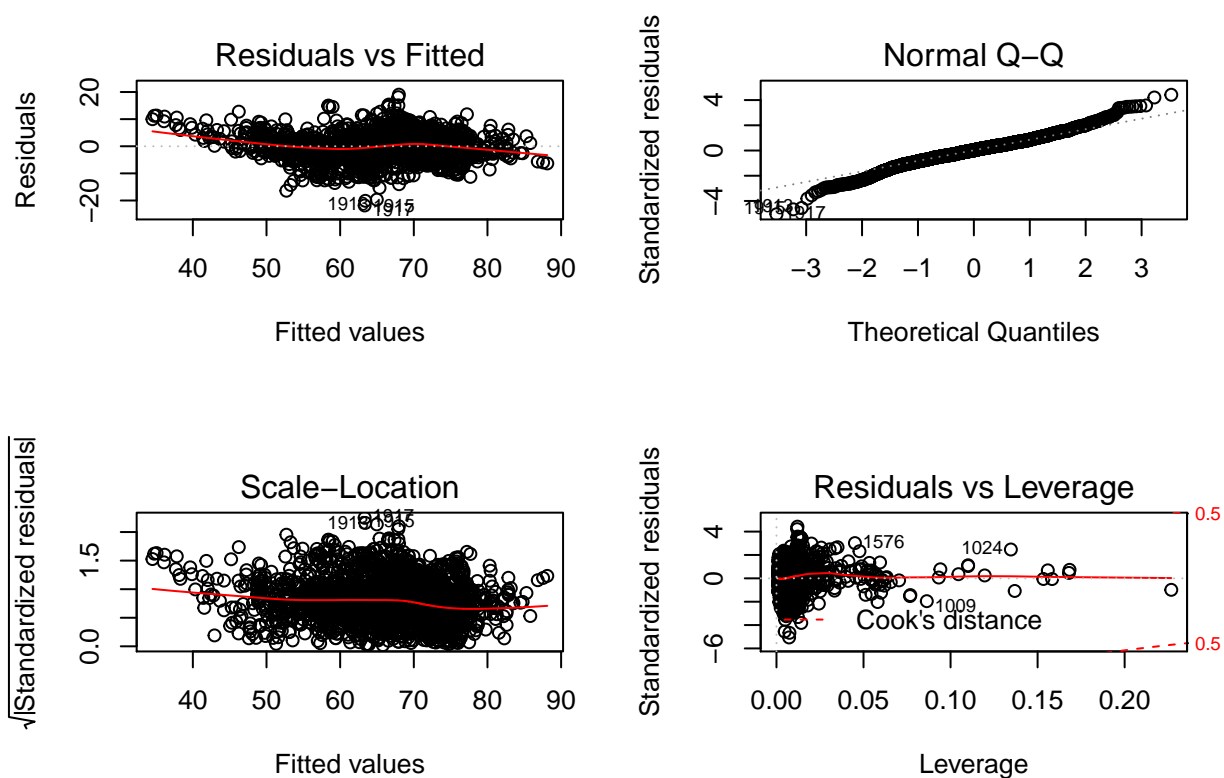 Residuals vs Fitted
Residuals
20
0
−20
40 50 60 70 80 90
Fitted values
1917
1915
Normal Q−Q
Standardized residuals
4
0
−4
−3 −2 −1 0 1 2 3
Theoretical Quantiles
1917
Scale−Location
√|Standardized residuals|
1.5
0.0
40 50 60 70 80 90
Fitted values
1917
1915
Residuals vs Leverage
Standardized residuals
4
0
−6
0.00 0.05 0.10 0.15 0.20
Leverage
1576
1024
1009
Cook's distance
0.5
0.5